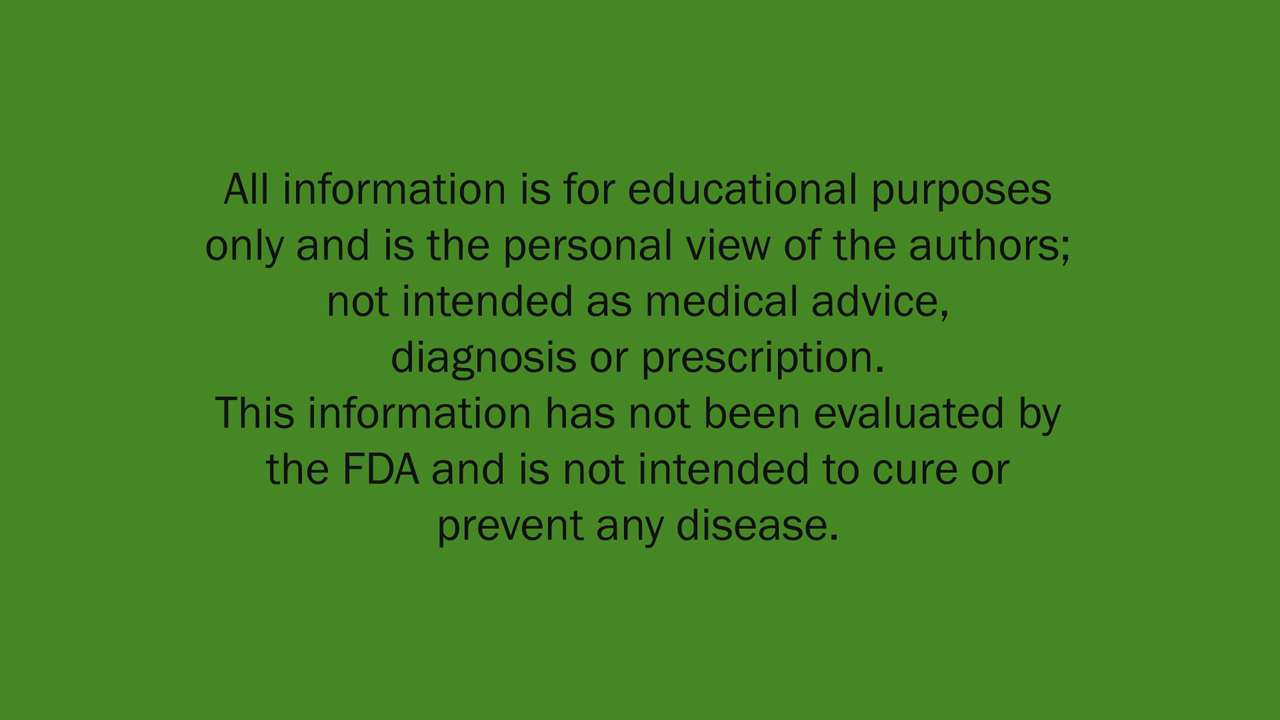 All information is for educational purposes
only and is the personal view of the authors;
not intended as medical advice,
diagnosis or prescription.
This information has not been evaluated by
the FDA and is not intended to cure or
prevent any disease.